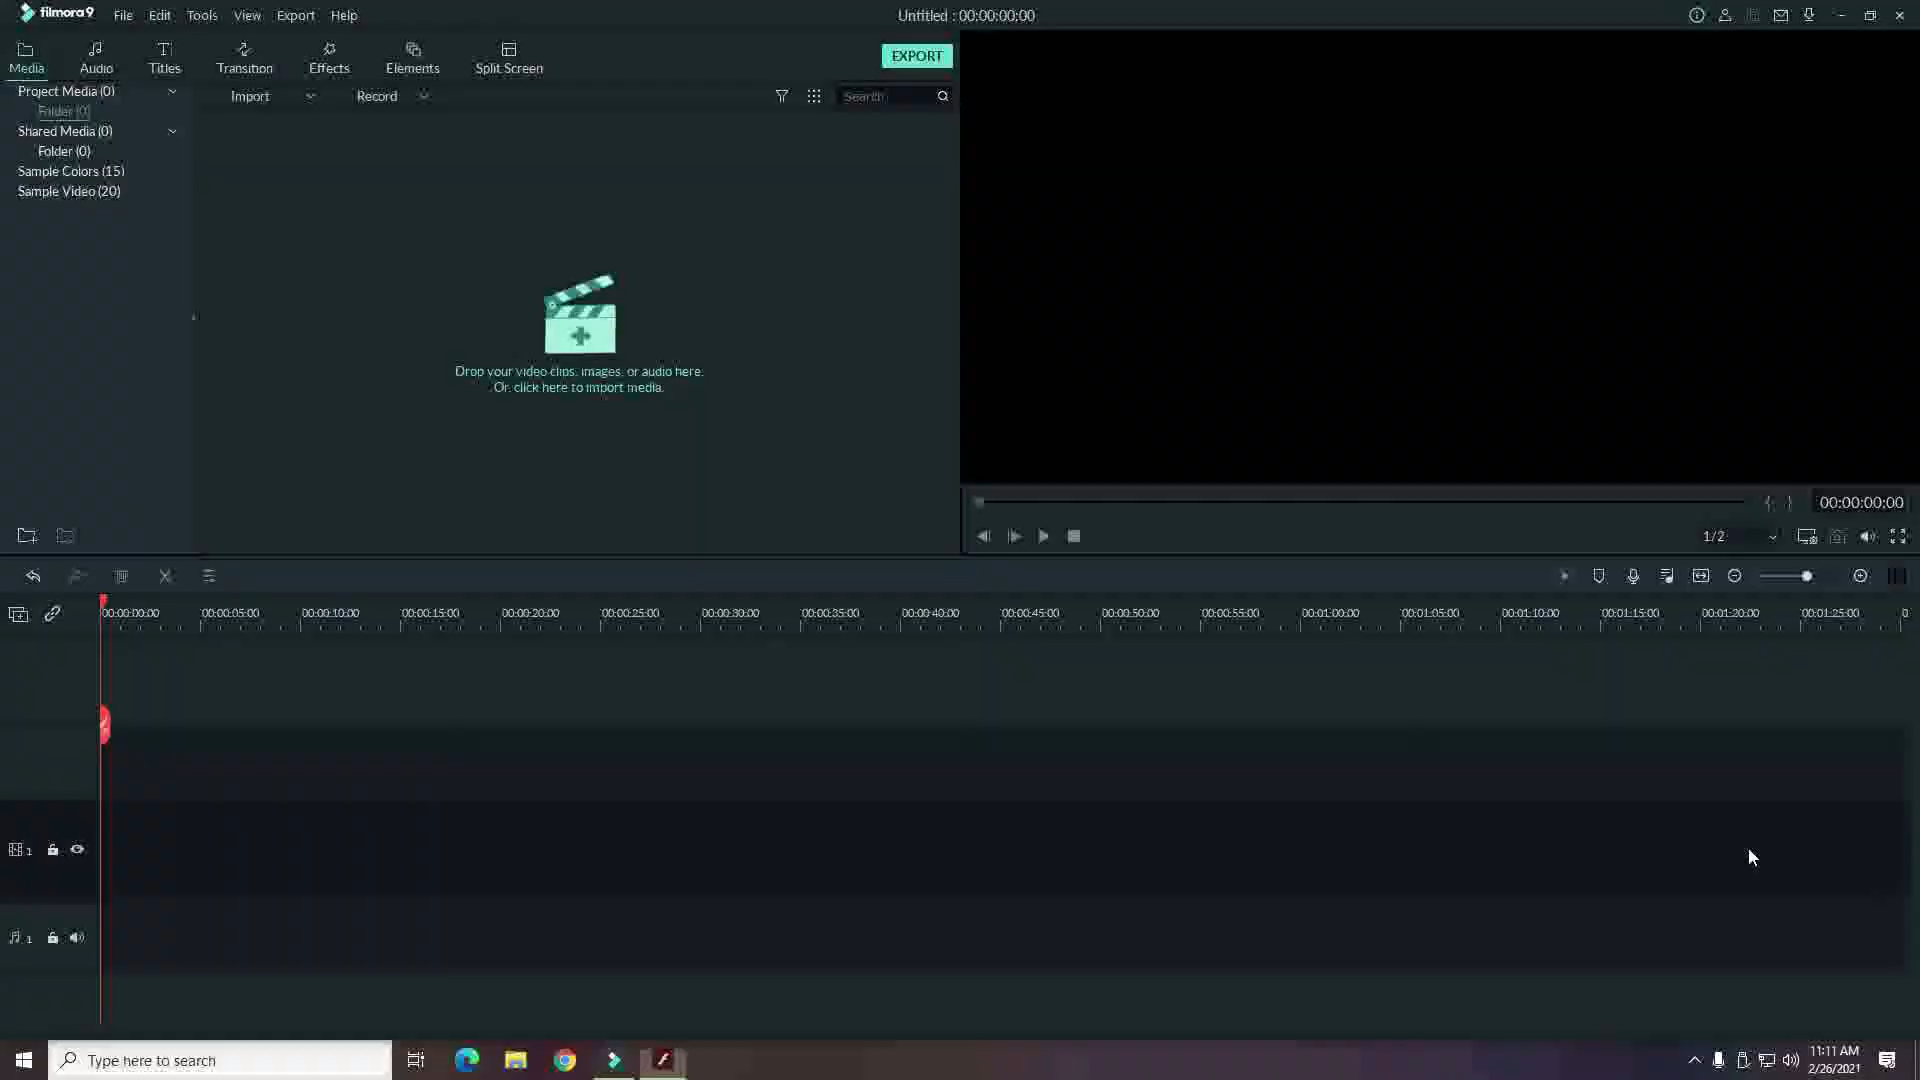 filmora9 File Edit Tools View Export Help Untitled : 00:00:00:00
Media Audio Titles Transition Effects Elements Split Screen EXPORT
Project Media (0) Import Record Search
Folder (0)
Shared Media (0)
Folder (0)
Sample Colors (15)
Sample Video (20)
Drop your video clips, images, or audio here.
Or, click here to import media.
00:00:00:00
1/2
00:00:00:00 00:00:05:00 00:00:10:00 00:00:15:00 00:00:20:00 00:00:25:00 00:00:30:00 00:00:35:00 00:00:40:00 00:00:45:00 00:00:50:00 00:00:55:00 00:01:00:00 00:01:05:00 00:01:10:00 00:01:15:00 00:01:20:00 00:01:25:00 0
1
1
Type here to search 11:11 AM
2/26/2021